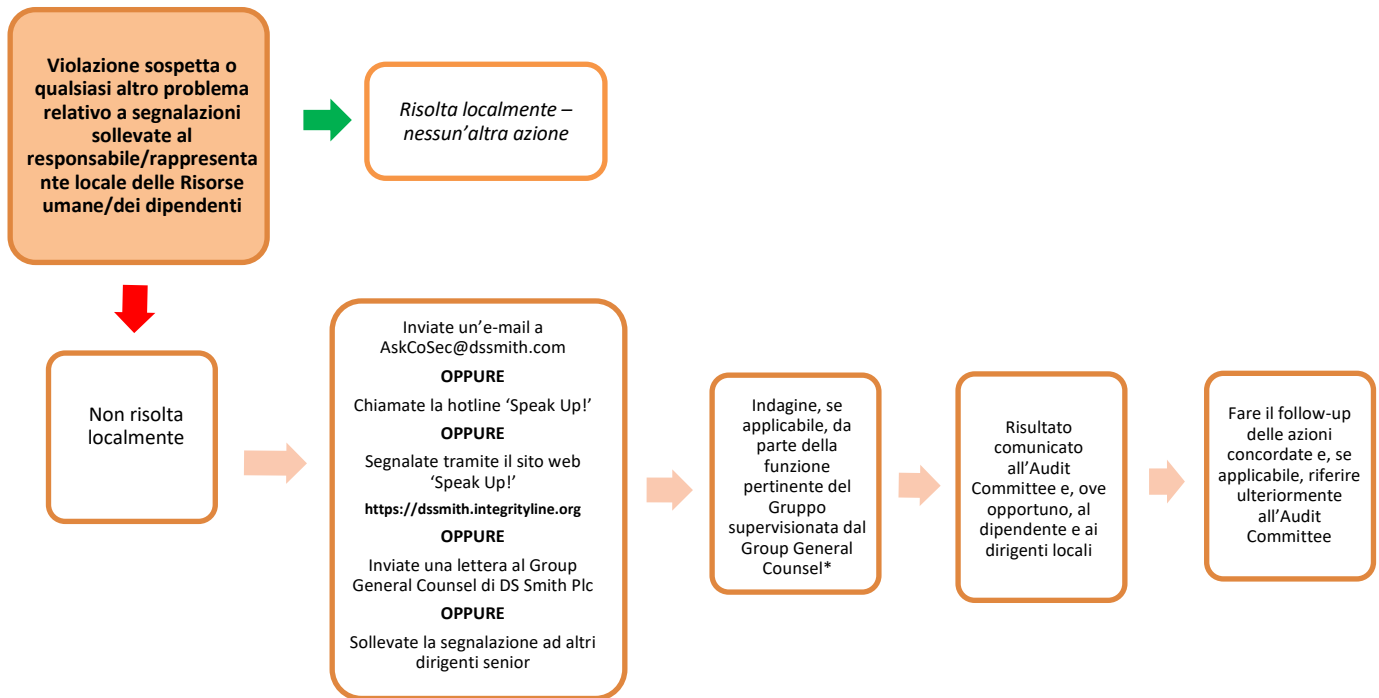 Violazione sospetta o
qualsiasi altro problema
relativo a segnalazioni
sollevate al
responsabile/rappresenta
nte locale delle Risorse
umane/dei dipendenti
Risolta localmente –
nessun’altra azione
Non risolta
localmente
Inviate un’e-mail a
AskCoSec@dssmith.com
OPPURE
Chiamate la hotline ‘Speak Up!’
OPPURE
Segnalate tramite il sito web
‘Speak Up!’
https://dssmith.integrityline.org
OPPURE
Inviate una lettera al Group
General Counsel di DS Smith Plc
OPPURE
Sollevate la segnalazione ad altri
dirigenti senior
Indagine, se
applicabile, da
parte della
funzione
pertinente del
Gruppo
supervisionata dal
Group General
Counsel*
Risultato
comunicato
all’Audit
Committee e, ove
opportuno, al
dipendente e ai
dirigenti locali
Fare il follow-up
delle azioni
concordate e, se
applicabile, riferire
ulteriormente
all’Audit
Committee